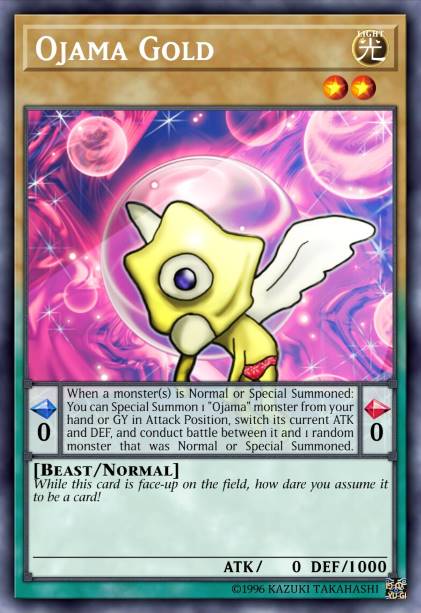 Ojama Gold
LIGHT
光
When a monster(s) is Normal or Special Summoned:
You can Special Summon 1 "Ojama" monster from your
hand or GY in Attack Position, switch its current ATK
and DEF, and conduct battle between it and 1 random
monster that was Normal or Special Summoned.
0
0
[Beast/Normal]
While this card is face-up on the field, how dare you assume it
to be a card!
ATK/ 0 DEF/1000
©1996 KAZUKI TAKAHASHI